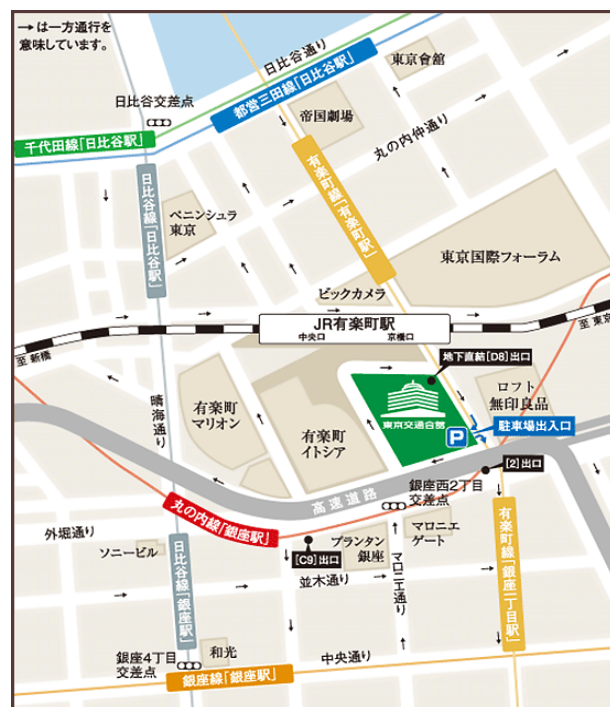 →は一方通行を
意味しています。
日比谷通り
東京會館
都営三田線「日比谷駅」
日比谷交差点
帝国劇場
千代田線「日比谷駅」
丸の内仲通り
有楽町線「有楽町駅」
日比谷線「日比谷駅」
ペニンシュラ
東京
東京国際フォーラム
ビックカメラ
JR有楽町駅
中央口
京橋口
至 新橋
至 東京
地下直結[D8]出口
ロフト
無印良品
晴海通り
有楽町
マリオン
有楽町
イトシア
東京交通会館
P
駐車場出入口
[2]出口
高速道路
銀座西2丁目
交差点
丸の内線「銀座駅」
外堀通り
ソニービル
[C9]出口
プランタン
銀座
マロニエ
ゲート
並木通り
マロニエ通り
有楽町線「銀座一丁目駅」
日比谷線「銀座駅」
和光
銀座4丁目
交差点
中央通り
銀座線「銀座駅」